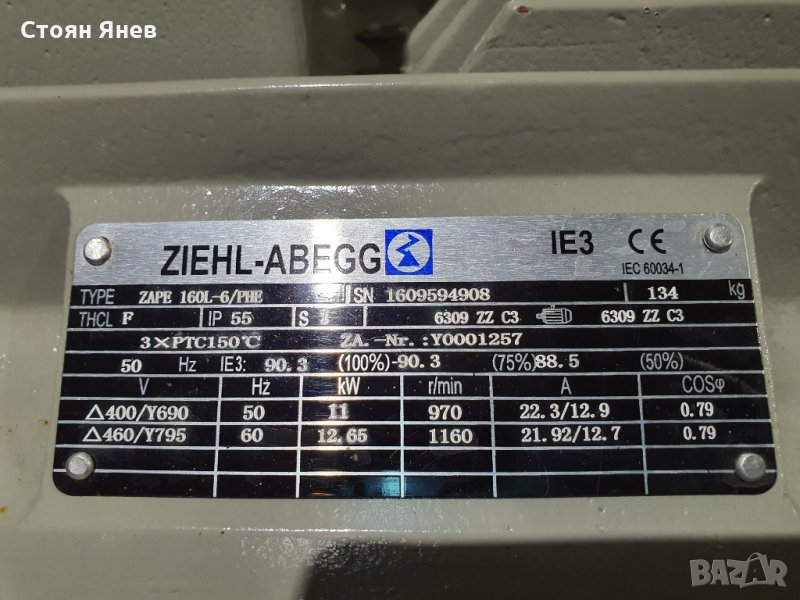 Стоян Янев
ZIEHL-ABEGG IE3 CE
IEC 60034-1
TYPE ZAPE 160L-6/PHE SN 1609594908 134 kg
THCL F IP 55 S 1 6309 ZZ C3 6309 ZZ C3
3×PTC150℃ ZA.-Nr.:Y0001257
50 Hz IE3: 90.3 (100%)-90.3 (75%)88.5 (50%)
V Hz kW r/min A COSφ
△400/Y690 50 11 970 22.3/12.9 0.79
△460/Y795 60 12.65 1160 21.92/12.7 0.79
BAZAR